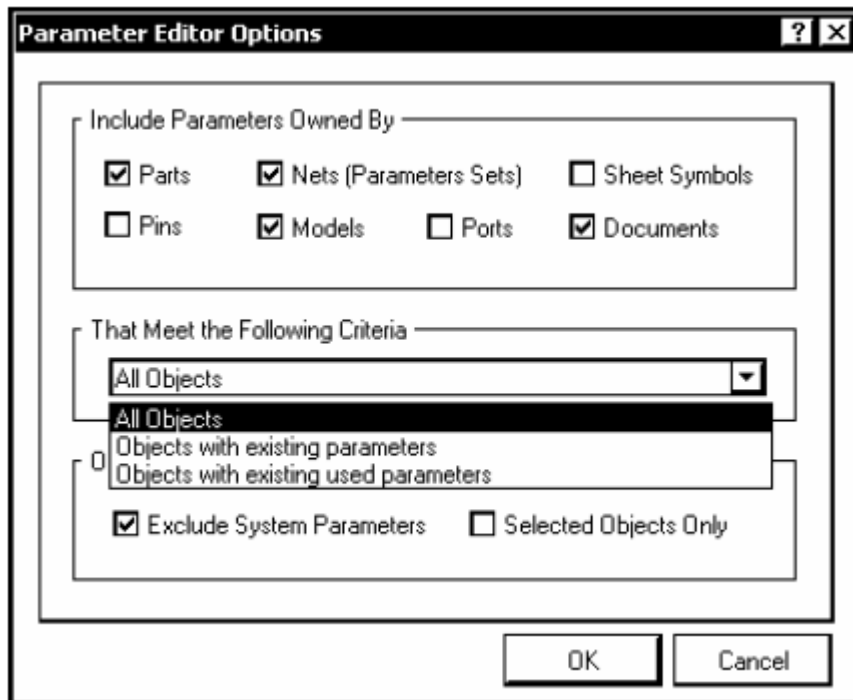 Parameter Editor Options
Include Parameters Owned By
Parts Nets (Parameters Sets) Sheet Symbols
Pins Models Ports Documents
That Meet the Following Criteria
All Objects
All Objects
Objects with existing parameters
Objects with existing used parameters
Exclude System Parameters Selected Objects Only
OK Cancel